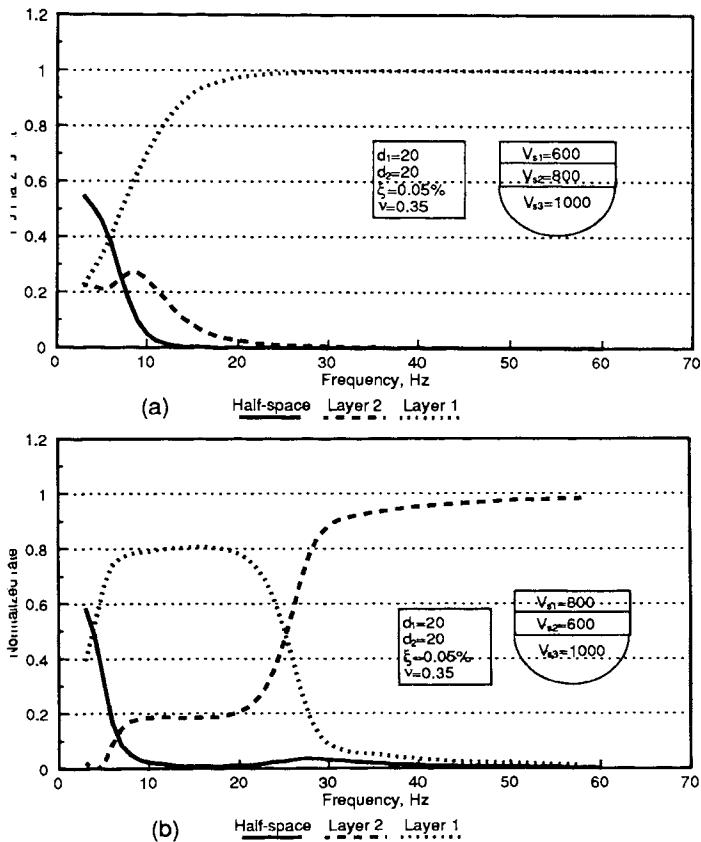 1.2
1
0.8
0.6
0.4
0.2
0
d₁=20
d₂=20
ξ=0.05%
ν=0.35
Vs1=600
Vs2=800
Vs3=1000
0 10 20 30 40 50 60 70
Frequency, Hz
(a) Half-space Layer 2 Layer 1
1.2
1
0.8
0.6
0.4
0.2
0
Normalized rate
d₁=20
d₂=20
ξ=0.05%
ν=0.35
Vs1=800
Vs2=600
Vs3=1000
0 10 20 30 40 50 60 70
Frequency, Hz
(b) Half-space Layer 2 Layer 1